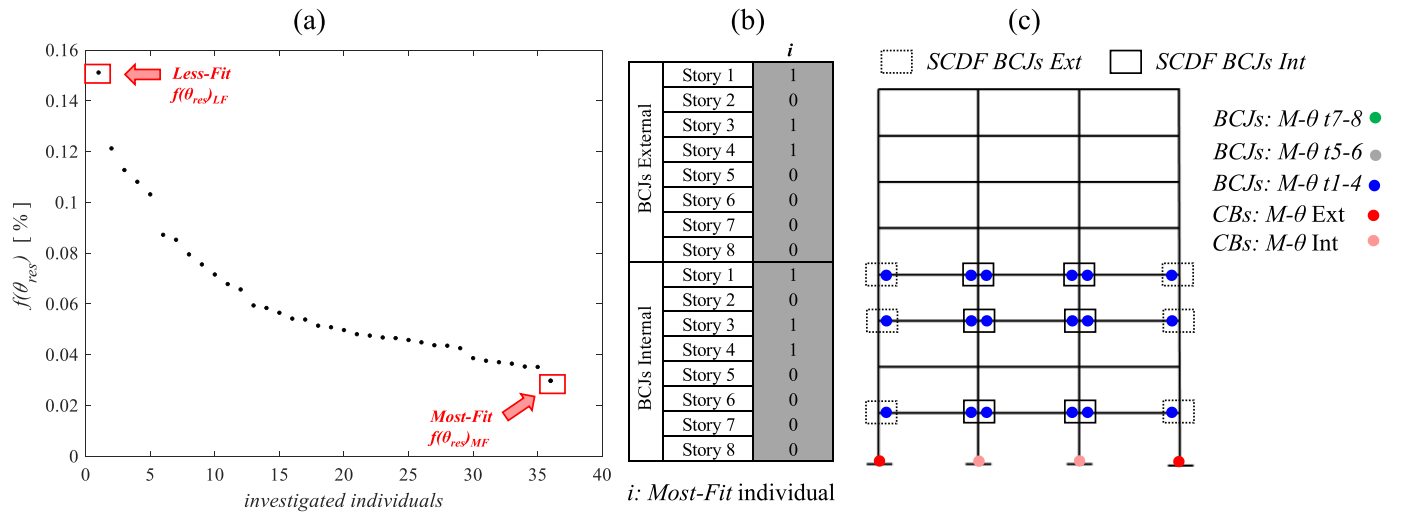 (a)
0.16
0.14
0.12
0.1
0.08
0.06
0.04
0.02
0
0 5 10 15 20 25 30 35 40
f(θres) [ % ]
investigated individuals
Less-Fit
f(θres)LF
Most-Fit
f(θres)MF
(b)
i
BCJs External
Story 1 1
Story 2 0
Story 3 1
Story 4 1
Story 5 0
Story 6 0
Story 7 0
Story 8 0
BCJs Internal
Story 1 1
Story 2 0
Story 3 1
Story 4 1
Story 5 0
Story 6 0
Story 7 0
Story 8 0
i: Most-Fit individual
(c)
SCDF BCJs Ext SCDF BCJs Int
BCJs: M-θ t7-8
BCJs: M-θ t5-6
BCJs: M-θ t1-4
CBs: M-θ Ext
CBs: M-θ Int